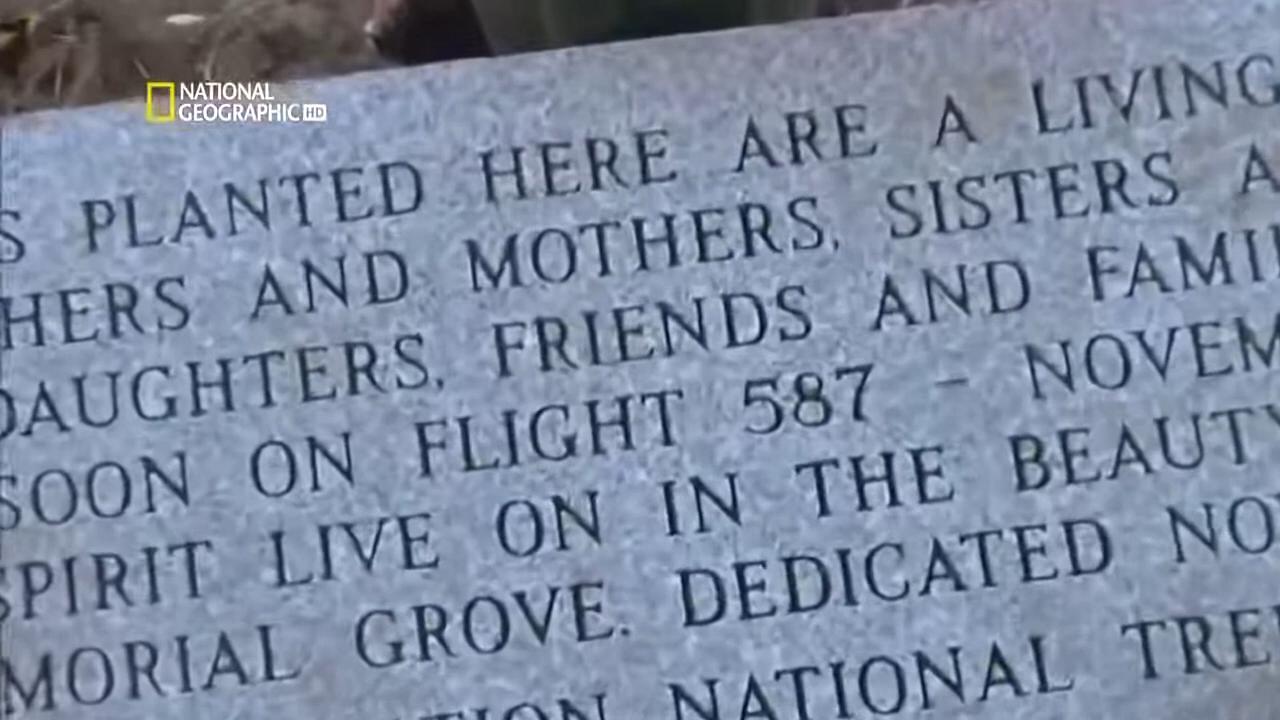 NATIONAL
GEOGRAPHIC HD
S PLANTED HERE ARE A LIVING
HERS AND MOTHERS, SISTERS A
DAUGHTERS, FRIENDS AND FAMI
SOON ON FLIGHT 587 - NOVEM
SPIRIT LIVE ON IN THE BEAUTY
MORIAL GROVE. DEDICATED NO
TION NATIONAL TRE